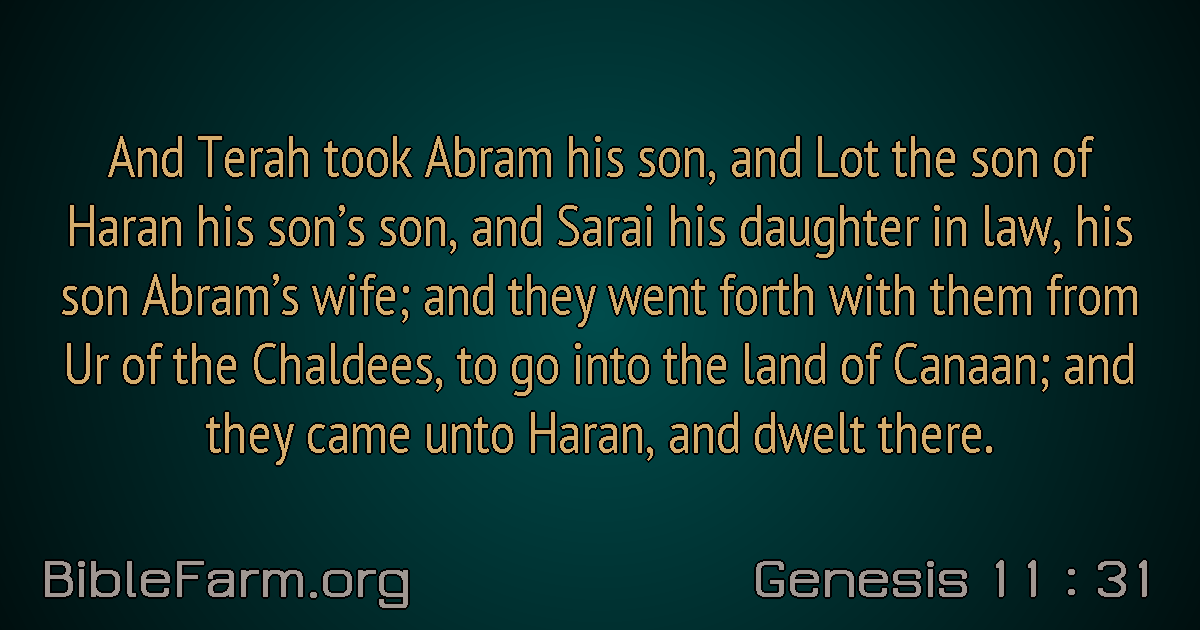 And Terah took Abram his son, and Lot the son of
Haran his son’s son, and Sarai his daughter in law, his
son Abram’s wife; and they went forth with them from
Ur of the Chaldees, to go into the land of Canaan; and
they came unto Haran, and dwelt there.
BibleFarm.org
Genesis 11 : 31